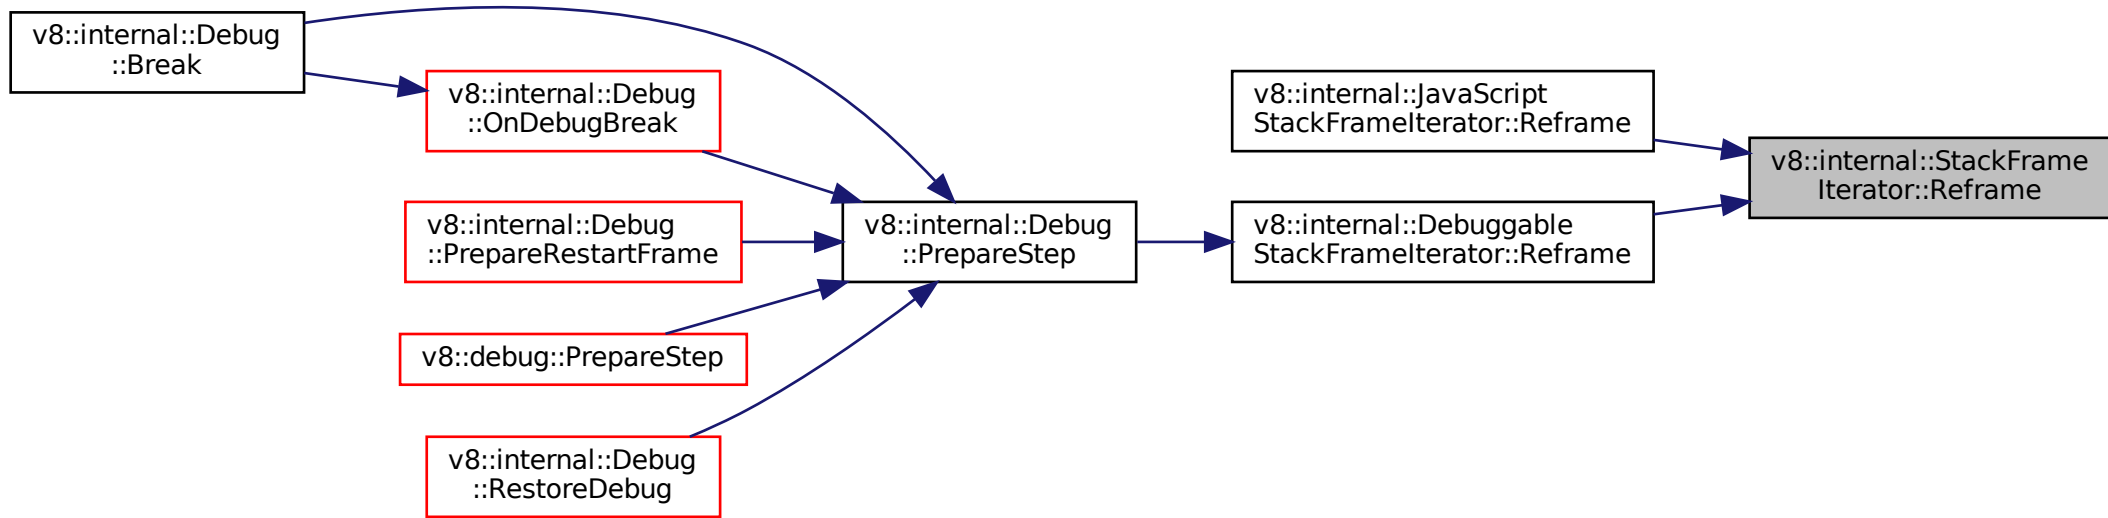 v8::internal::Debug
::Break
v8::internal::Debug
::OnDebugBreak
v8::internal::Debug
::PrepareRestartFrame
v8::debug::PrepareStep
v8::internal::Debug
::RestoreDebug
v8::internal::Debug
::PrepareStep
v8::internal::JavaScript
StackFrameIterator::Reframe
v8::internal::Debuggable
StackFrameIterator::Reframe
v8::internal::StackFrame
Iterator::Reframe